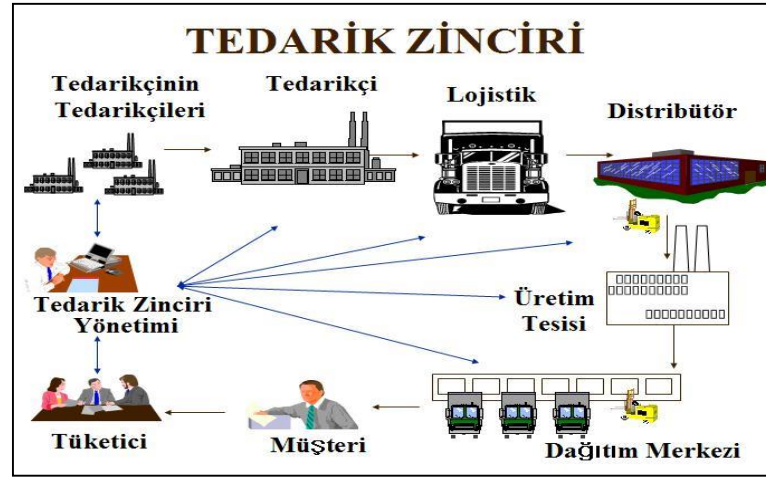 TEDARİK ZİNCİRİ
Tedarikçinin
Tedarikçileri
Tedarikçi
Lojistik
Distribütör
Tedarik Zinciri
Yönetimi
Üretim
Tesisi
Tüketici
Müşteri
Dağıtım Merkezi